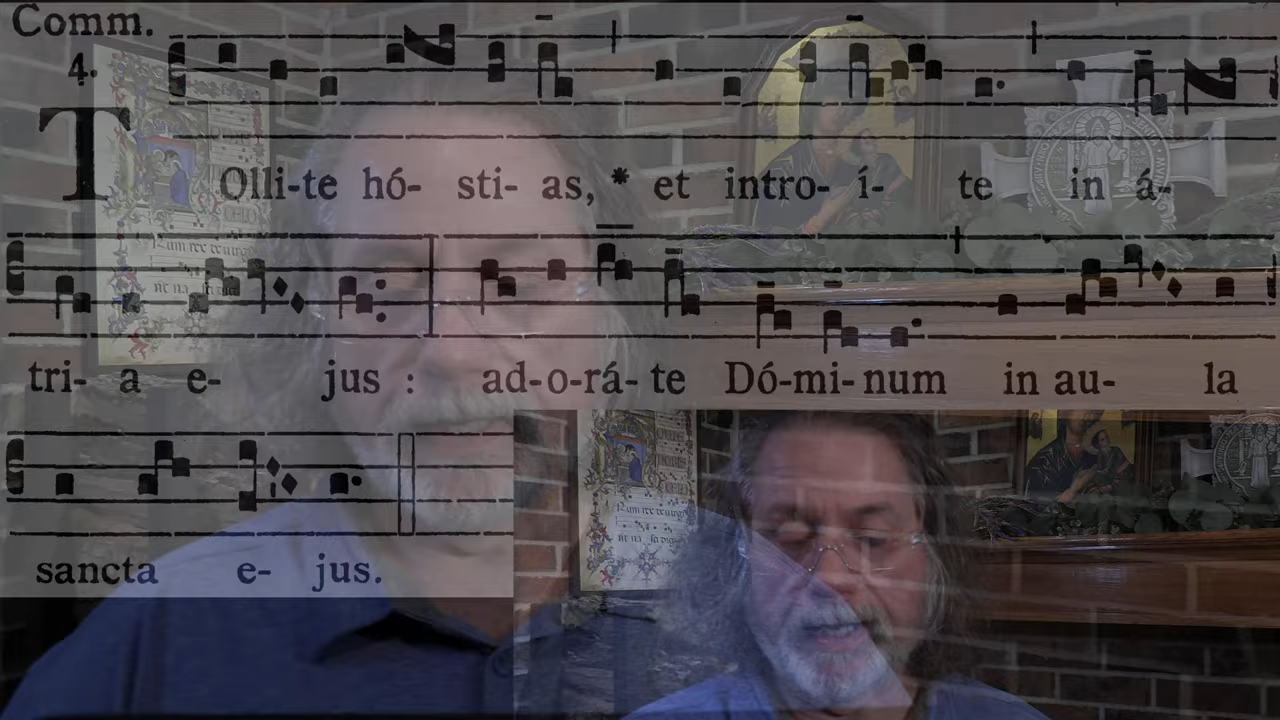 Comm.
4.
TOlli-te hó- sti- as, * et intro- í- te in á-
tri- a e- jus : ad-o-rá- te Dó-mi-num in au- la
sancta e- jus.